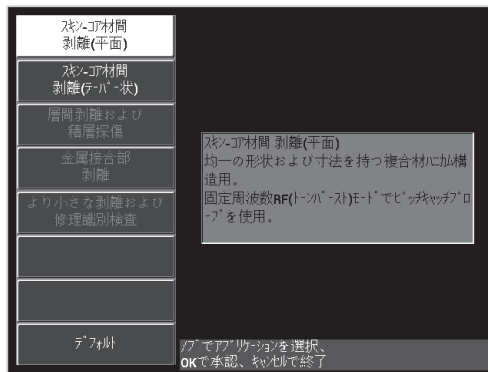 ｽｷﾝ-ｺｱ材間
剥離(平面)
ｽｷﾝ-ｺｱ材間
剥離(ﾃｰﾊﾟｰ状)
層間剥離および
積層探傷
金属接合部
剥離
より小さな剥離および
修理識別検査
ﾃﾞﾌｫﾙﾄ
ｽｷﾝ-ｺｱ材間 剥離(平面)
均一の形状および寸法を持つ複合材ﾊﾆｶﾑ構
造用。
固定周波数RF(ﾄｰﾝﾊﾞｰｽﾄ)ﾓｰﾄﾞでﾋﾟｯﾁｷｬｯﾁﾌﾟﾛ
ｰﾌﾞを使用。
ﾉﾌﾞでｱﾌﾟﾘｹｰｼｮﾝを選択、
OKで承認、ｷｬﾝｾﾙで終了